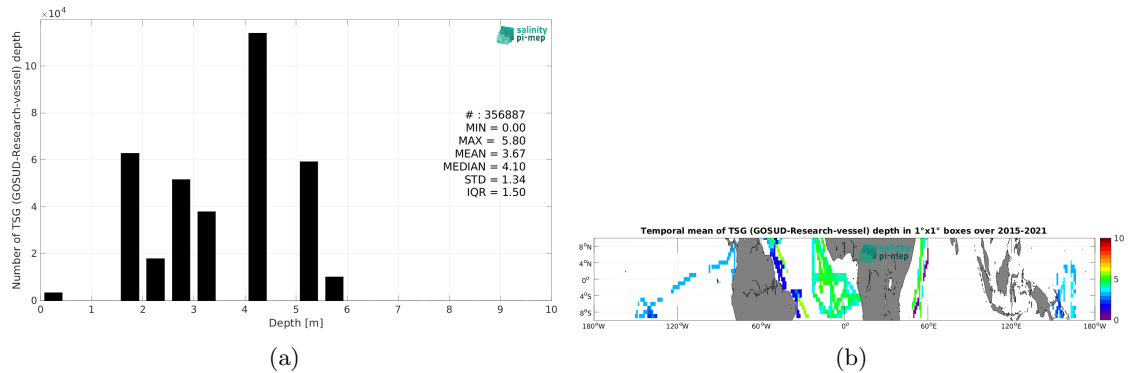 ×10⁴
salinity
pi-mep
Number of TSG (GOSUD-Research-vessel) depth
10
8
6
4
2
0
# : 356887
MIN = 0.00
MAX = 5.80
MEAN = 3.67
MEDIAN = 4.10
STD = 1.34
IQR = 1.50
0 1 2 3 4 5 6 7 8 9 10
Depth [m]
(a)
Temporal mean of TSG (GOSUD-Research-vessel) depth in 1°x1° boxes over 2015-2021
salinity
pi-mep
8°N
4°N
0°
4°S
8°S
180°W 120°W 60°W 0° 60°E 120°E 180°W
10
5
0
(b)